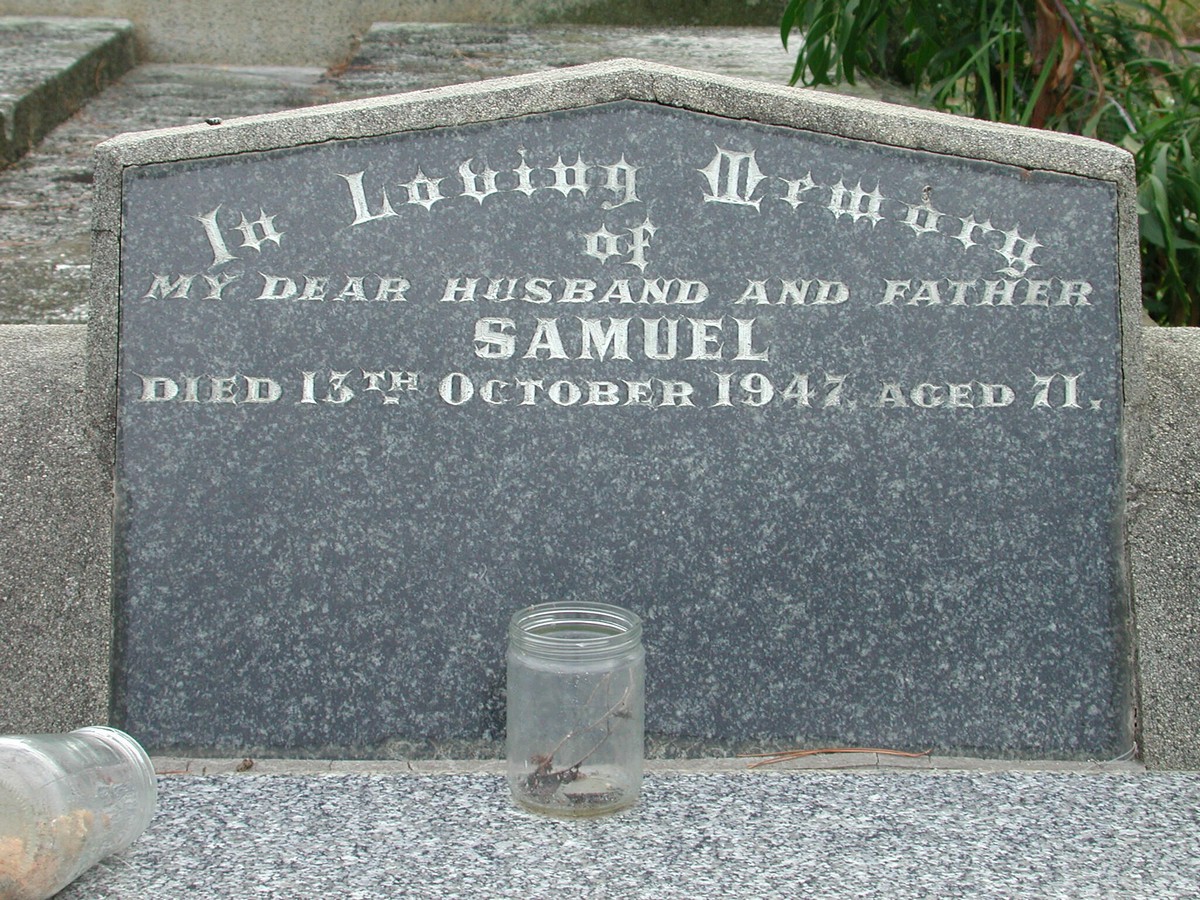 In Loving Memory
of
MY DEAR HUSBAND AND FATHER
SAMUEL
DIED 13TH OCTOBER 1947, AGED 71.